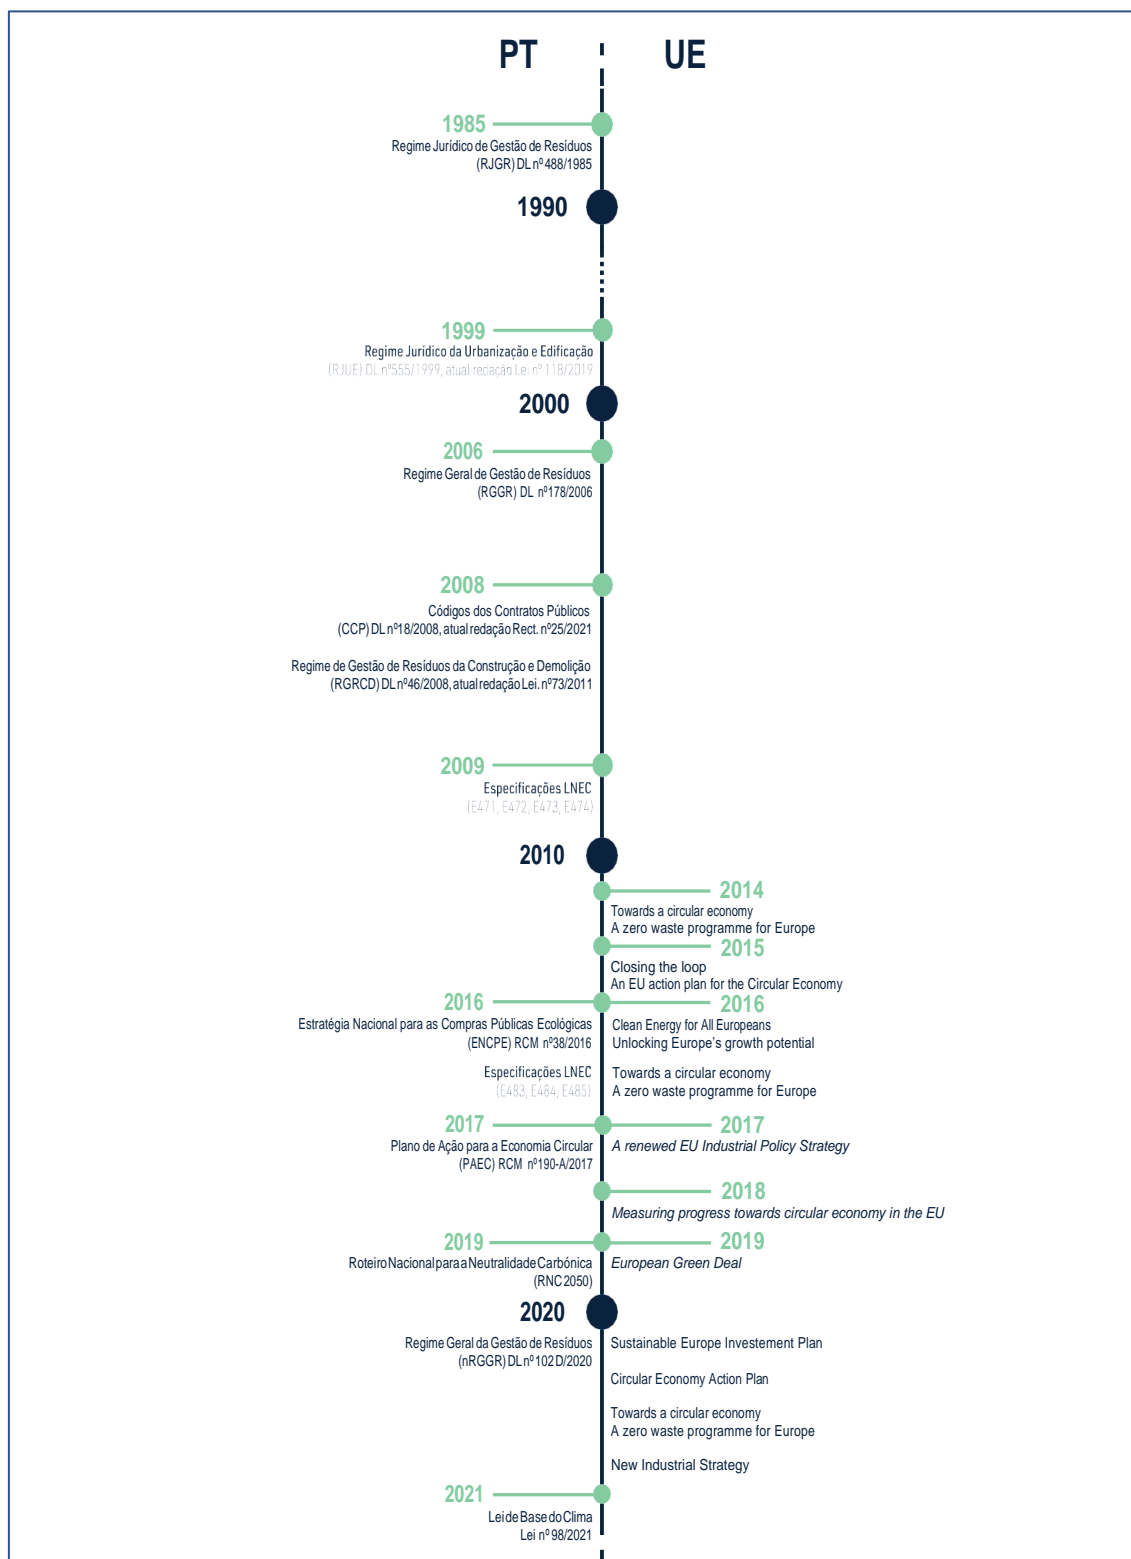 PT UE
1985
Regime Jurídico de Gestão de Resíduos
(RJGR) DL nº 488/1985
1990
1999
Regime Jurídico da Urbanização e Edificação
(RJUE) DL nº555/1999, atual redação Lei nº 118/2019
2000
2006
Regime Geral de Gestão de Resíduos
(RGGR) DL nº178/2006
2008
Códigos dos Contratos Públicos
(CCP) DL nº18/2008, atual redação Rect. nº25/2021
Regime de Gestão de Resíduos da Construção e Demolição
(RGRCD) DL nº46/2008, atual redação Lei. nº73/2011
2009
Especificações LNEC
(E471, E472, E473, E474)
2010
2014
Towards a circular economy
A zero waste programme for Europe
2015
Closing the loop
An EU action plan for the Circular Economy
2016
Estratégia Nacional para as Compras Públicas Ecológicas
(ENCPE) RCM nº38/2016
Especificações LNEC
(E483, E484, E485)
2016
Clean Energy for All Europeans
Unlocking Europe's growth potential
Towards a circular economy
A zero waste programme for Europe
2017
Plano de Ação para a Economia Circular
(PAEC) RCM nº190-A/2017
2017
A renewed EU Industrial Policy Strategy
2018
Measuring progress towards circular economy in the EU
2019
Roteiro Nacional para a Neutralidade Carbónica
(RNC 2050)
2019
European Green Deal
2020
Regime Geral da Gestão de Resíduos
(nRGGR) DL nº 102 D/2020
Sustainable Europe Investement Plan
Circular Economy Action Plan
Towards a circular economy
A zero waste programme for Europe
New Industrial Strategy
2021
Lei de Base do Clima
Lei nº 98/2021